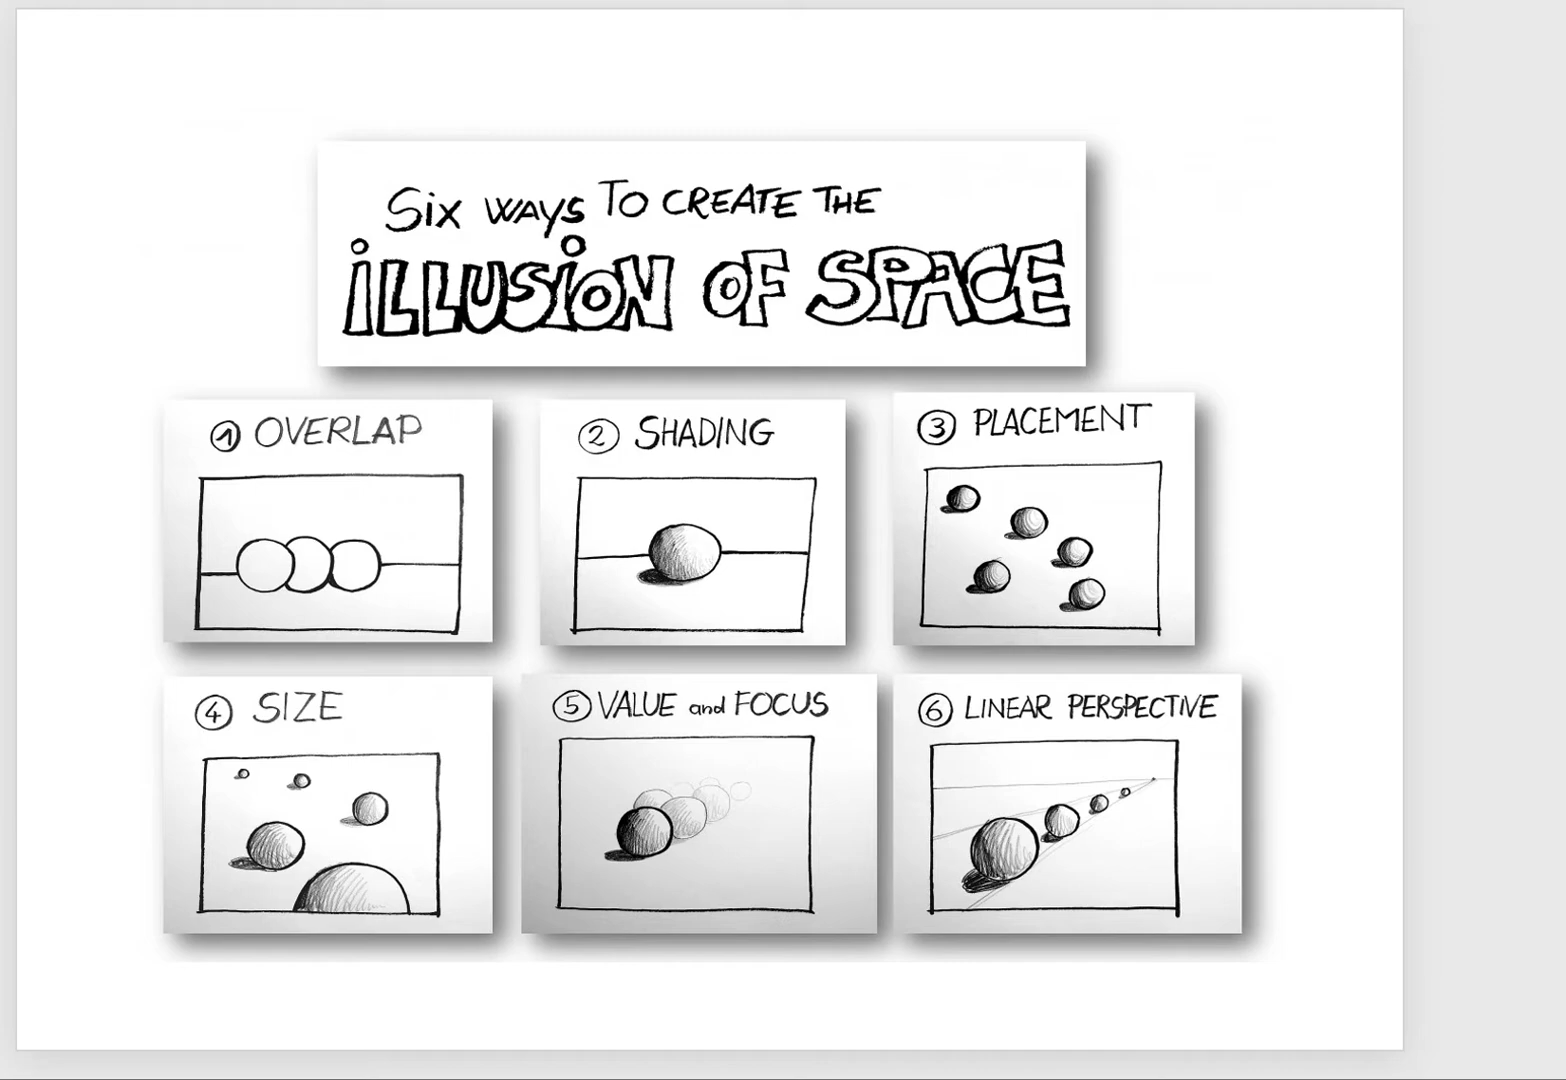 Six WAYS TO CREATE THE
iLLUSiON OF SPACE
1 OVERLAP
2 SHADING
3 PLACEMENT
4 SIZE
5 VALUE and FOCUS
6 LINEAR PERSPECTIVE